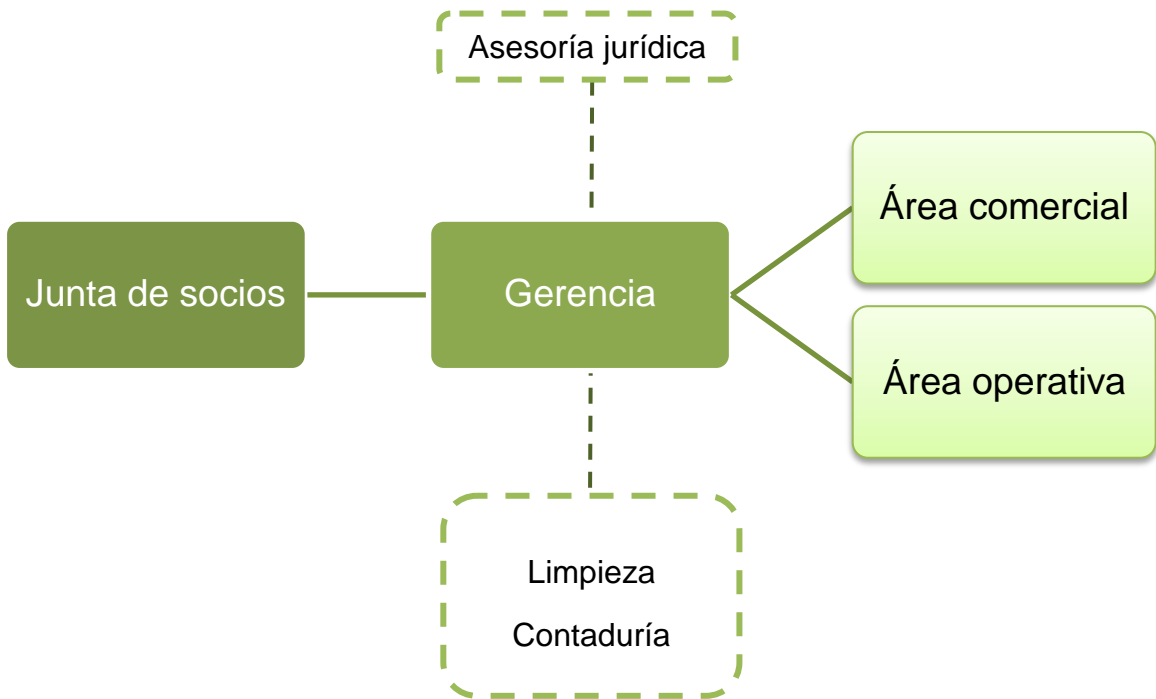 Asesoría jurídica
Junta de socios
Gerencia
Área comercial
Área operativa
Limpieza
Contaduría